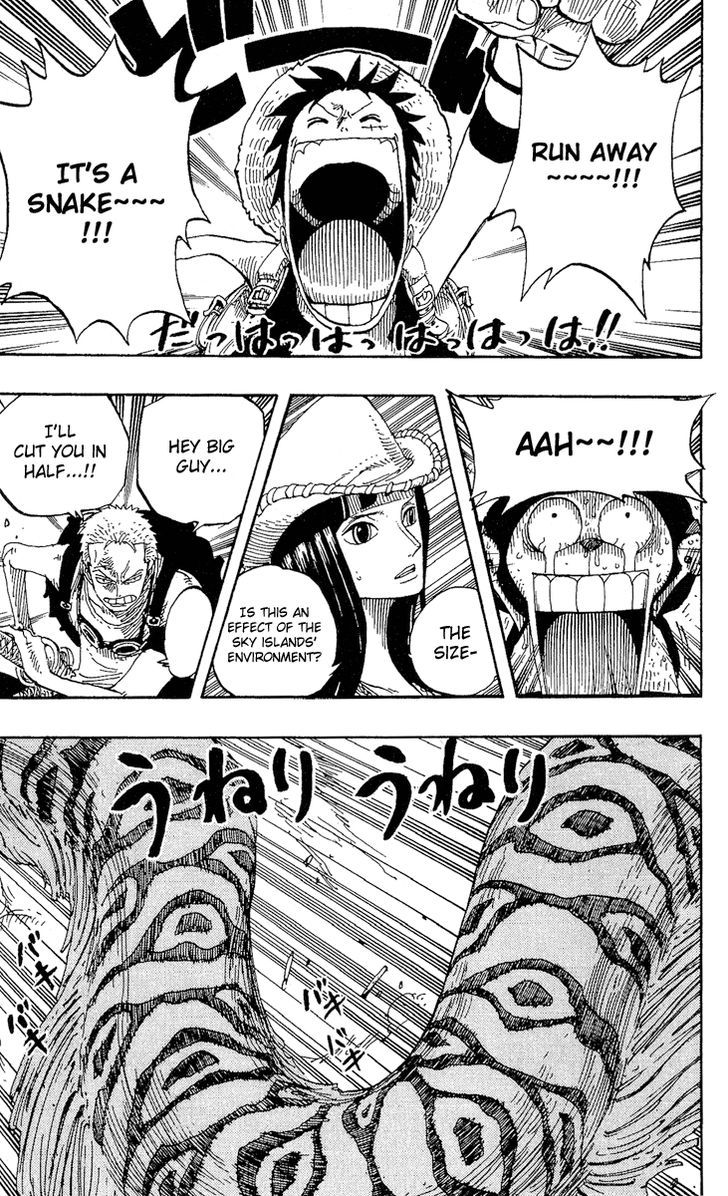 RUN AWAY
~~~~!!!
IT'S A
SNAKE~~~
!!!
だっはっはっはっはっは!!
AAH~~!!!
THE
SIZE-
IS THIS AN
EFFECT OF THE
SKY ISLANDS'
ENVIRONMENT?
HEY BIG
GUY...
I'LL
CUT YOU IN
HALF...!!
うねり うねり
バキ
バキ
バキ
バキ